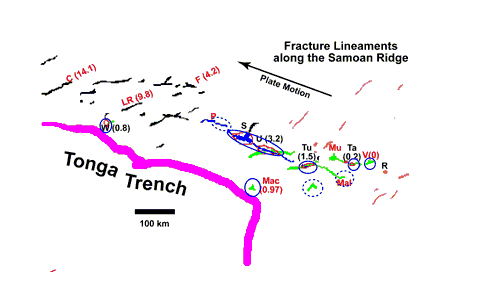 Fracture Lineaments
along the Samoan Ridge
Plate Motion
C (14.1)
F (4.2)
LR (9.8)
W (0.8)
P
S
U (3.2)
Tu
(1.5)
Mu
Ta
(0.2)
V(0)
R
Mal
Mac
(0.97)
Tonga Trench
100 km